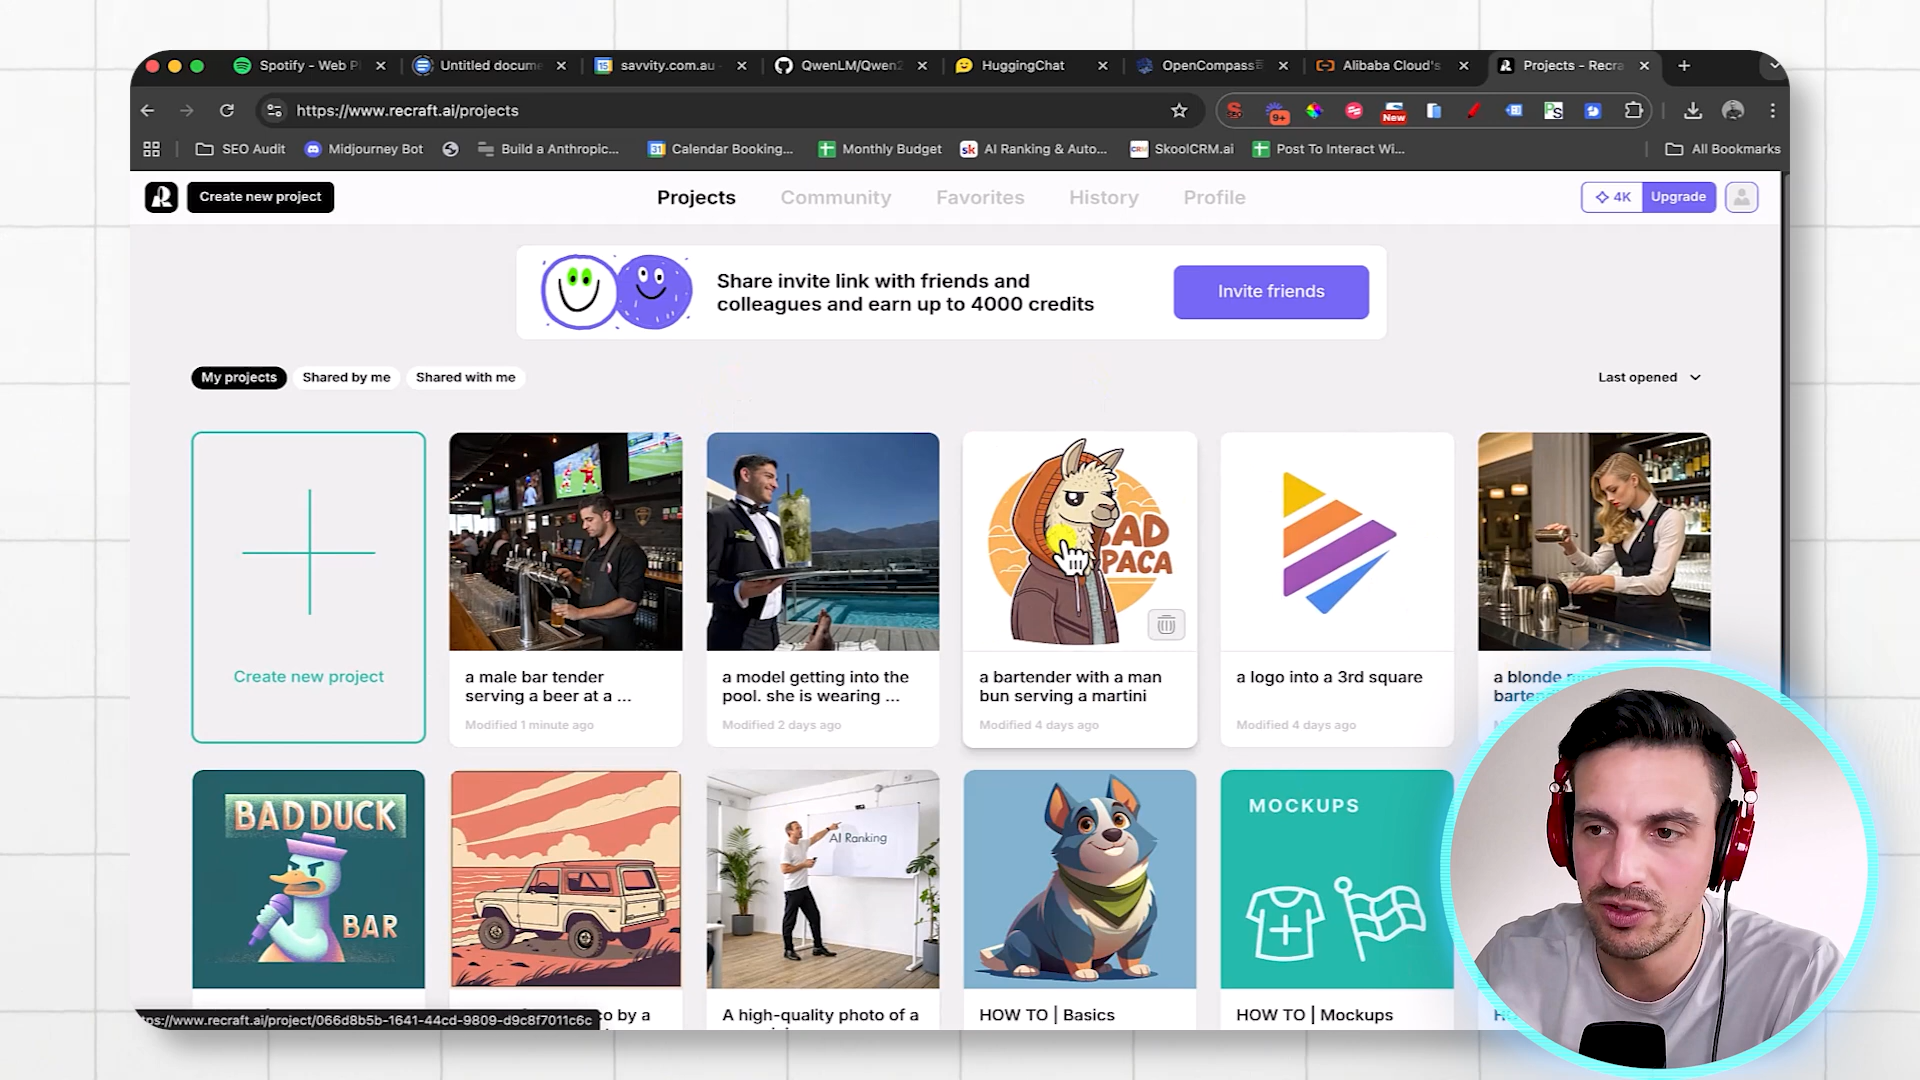 Spotify - Web P
Untitled docume
savvity.com.au
QwenLM/Qwen2
HuggingChat
OpenCompass
Alibaba Cloud's
Projects - Recra
https://www.recraft.ai/projects
9+
New
SEO Audit
Midjourney Bot
Build a Anthropic...
Calendar Booking...
Monthly Budget
AI Ranking & Auto...
SkoolCRM.ai
Post To Interact Wi...
All Bookmarks
Create new project
Projects
Community
Favorites
History
Profile
4K
Upgrade
Share invite link with friends and
colleagues and earn up to 4000 credits
Invite friends
My projects
Shared by me
Shared with me
Last opened
Create new project
a male bar tender
serving a beer at a ...
Modified 1 minute ago
a model getting into the
pool. she is wearing ...
Modified 2 days ago
a bartender with a man
bun serving a martini
Modified 4 days ago
a logo into a 3rd square
Modified 4 days ago
a blonde
BAD DUCK
BAR
AI Ranking
MOCKUPS
co by a
A high-quality photo of a
HOW TO | Basics
HOW TO | Mockups
ps://www.recraft.ai/project/066d8b5b-1641-44cd-9809-d9c8f7011c6c